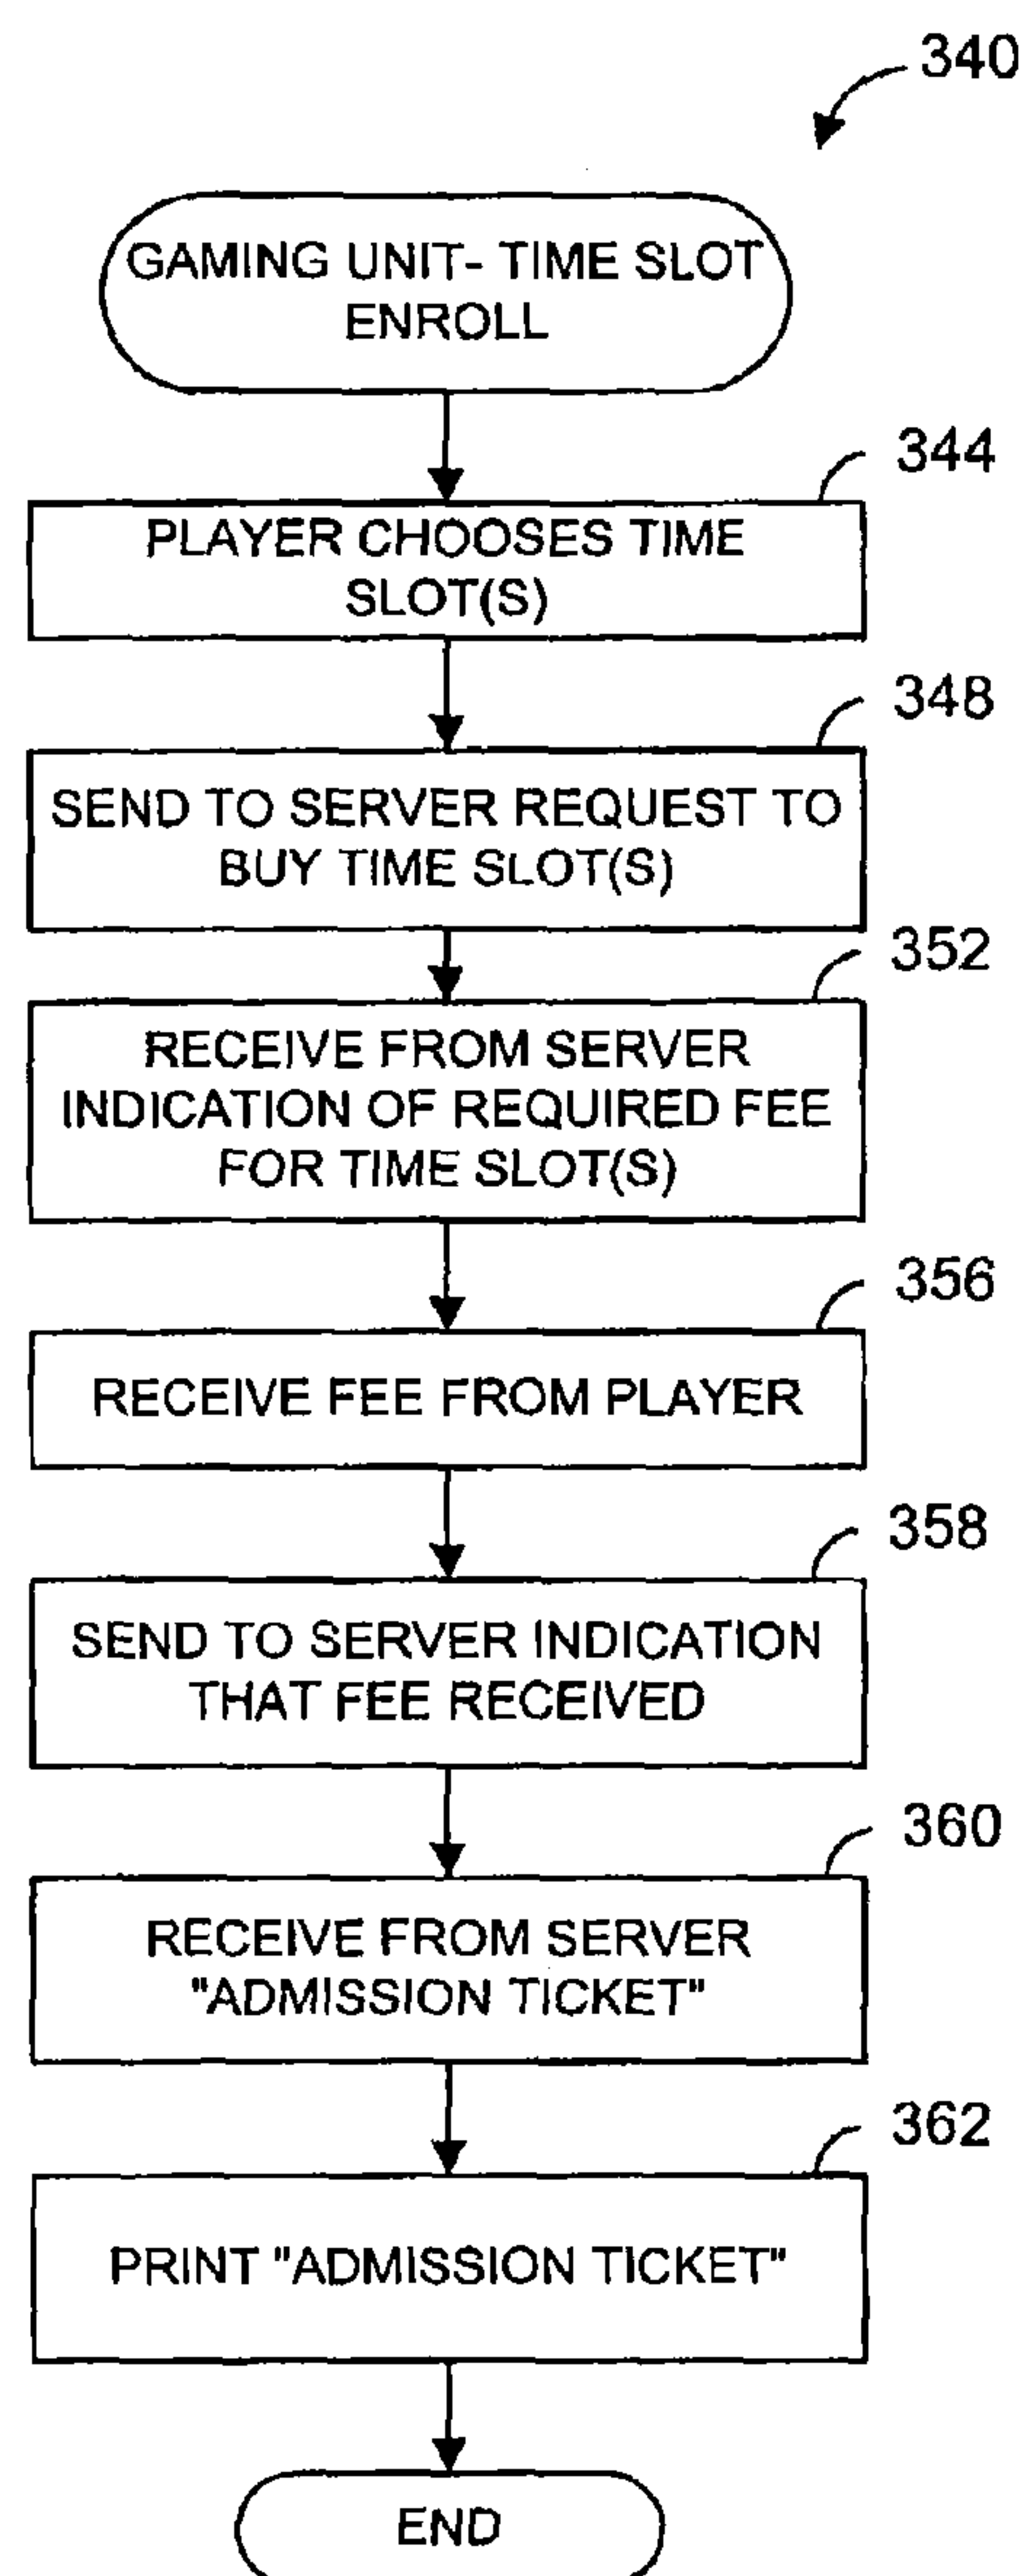 340
GAMING UNIT- TIME SLOT
ENROLL
344
PLAYER CHOOSES TIME
SLOT(S)
348
SEND TO SERVER REQUEST TO
BUY TIME SLOT(S)
352
RECEIVE FROM SERVER
INDICATION OF REQUIRED FEE
FOR TIME SLOT(S)
356
RECEIVE FEE FROM PLAYER
358
SEND TO SERVER INDICATION
THAT FEE RECEIVED
360
RECEIVE FROM SERVER
"ADMISSION TICKET"
362
PRINT "ADMISSION TICKET"
END